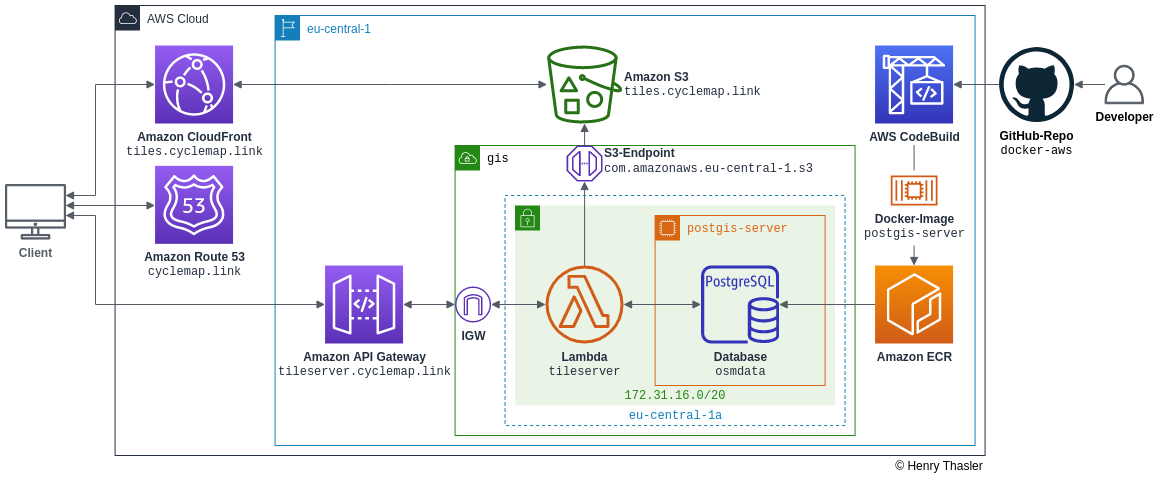 AWS Cloud
eu-central-1
Amazon S3
tiles.cyclemap.link
Amazon CloudFront
tiles.cyclemap.link
AWS CodeBuild
GitHub-Repo
docker-aws
Developer
gis
S3-Endpoint
com.amazonaws.eu-central-1.s3
53
Client
Amazon Route 53
cyclemap.link
Docker-Image
postgis-server
postgis-server
PostgreSQL
IGW
Amazon API Gateway
tileserver.cyclemap.link
Lambda
tileserver
Database
osmdata
Amazon ECR
172.31.16.0/20
eu-central-1a
© Henry Thasler